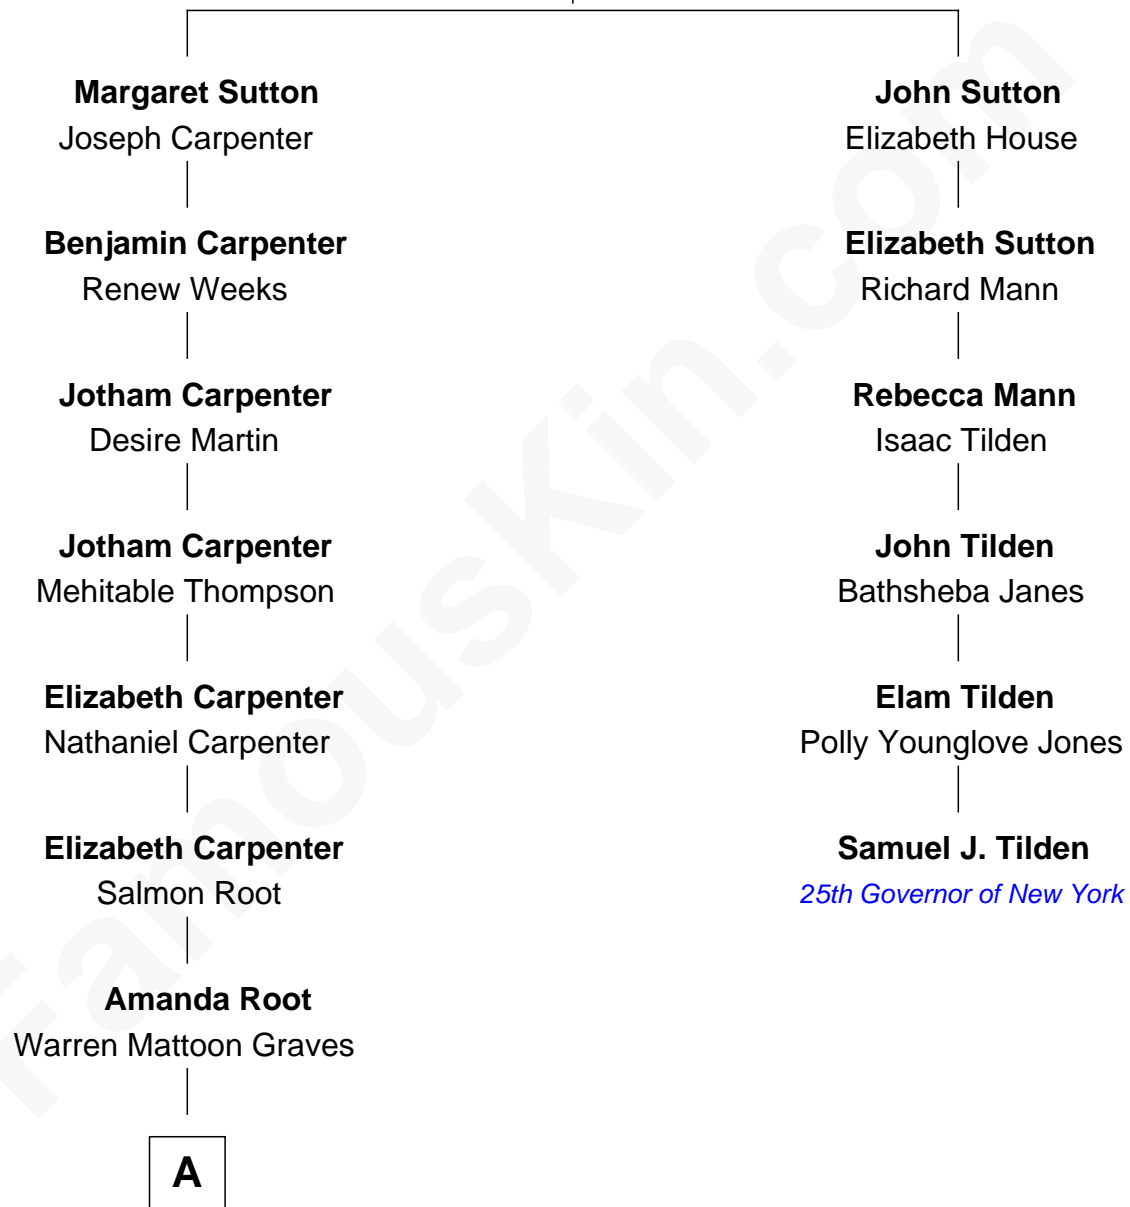 Margaret Sutton
Joseph Carpenter
Benjamin Carpenter
Renew Weeks
Jotham Carpenter
Desire Martin
Jotham Carpenter
Mehitable Thompson
Elizabeth Carpenter
Nathaniel Carpenter
Elizabeth Carpenter
Salmon Root
Amanda Root
Warren Mattoon Graves
A
John Sutton
Elizabeth House
Elizabeth Sutton
Richard Mann
Rebecca Mann
Isaac Tilden
John Tilden
Bathsheba Janes
Elam Tilden
Polly Younglove Jones
Samuel J. Tilden
25th Governor of New York
FamousKin.com